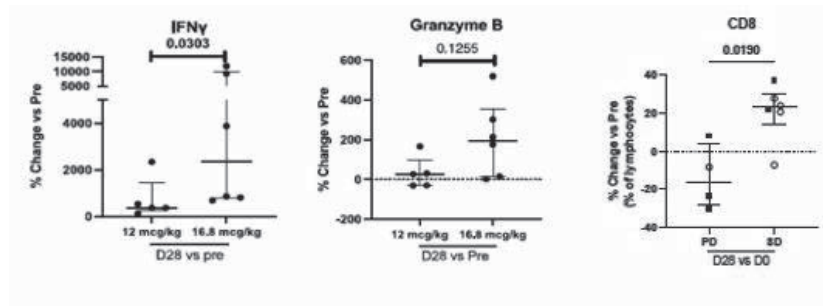 IFNγ
0.0303
% Change vs Pre
15000
10000
5000
4000
2000
0
12 mcg/kg 16.8 mcg/kg
D28 vs pre
Granzyme B
0.1255
% Change vs Pre
600
400
200
0
-200
12 mcg/kg 16.8 mcg/kg
D28 vs Pre
CD8
0.0190
% Change vs Pre
(% of lymphocytes)
40
20
0
-20
-40
PD SD
D28 vs D0